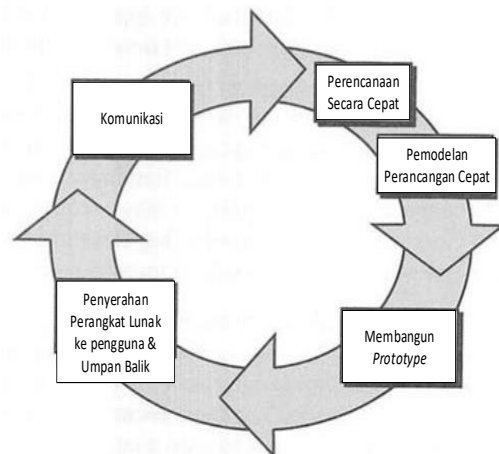 Komunikasi
Perencanaan
Secara Cepat
Pemodelan
Perancangan Cepat
Membangun
Prototype
Penyerahan
Perangkat Lunak
ke pengguna &
Umpan Balik